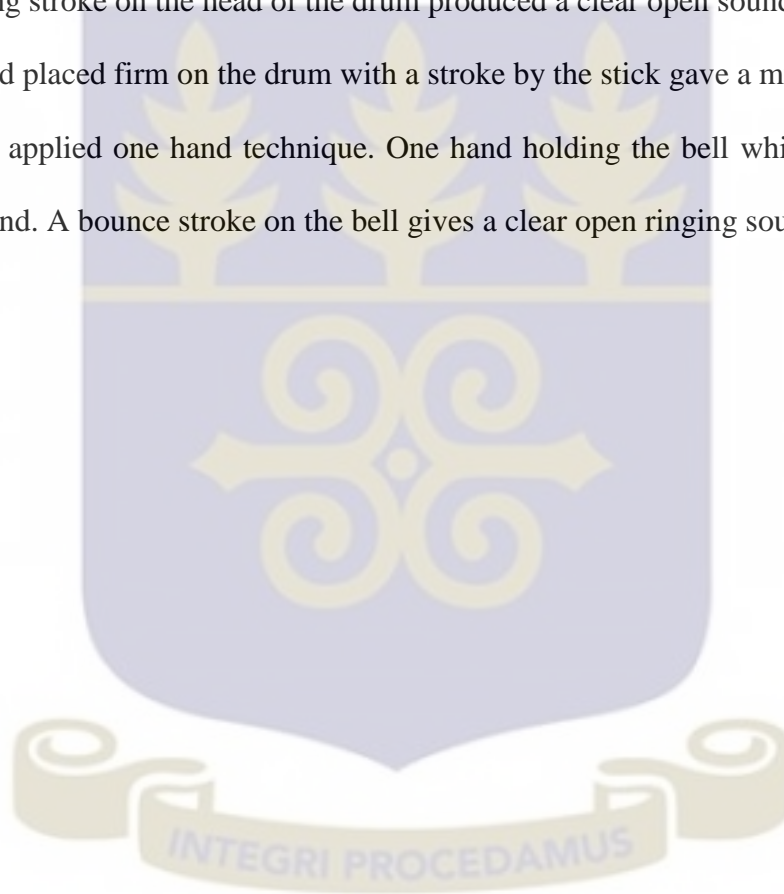 stroke on the head of the drum produced a clear open
placed firm on the drum with a stroke by the stick gave a
applied one hand technique. One hand holding the bell
A bounce stroke on the bell gives a clear open ringing
INTEGRI PROCEDAMUS